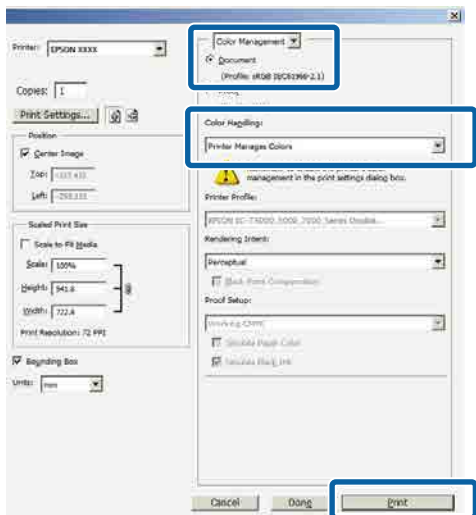 Printer: EPSON XXXX
Copies: 1
Print Settings...
Position
Center Image
Top:
Left:
Scaled Print Size
Scale to Fit Media
Scale: 100%
Height: 941.6
Width: 722.4
Print Resolution: 72 PPI
Bounding Box
Units: mm
Color Management
Document
(Profile: sRGB IEC61966-2.1)
Color Handling:
Printer Manages Colors
management in the print settings dialog box.
Printer Profile:
Rendering Intent:
Perceptual
Black Point Compensation
Proof Setup:
Working CMYK
Simulate Paper Color
Simulate Black Ink
Cancel
Done
Print